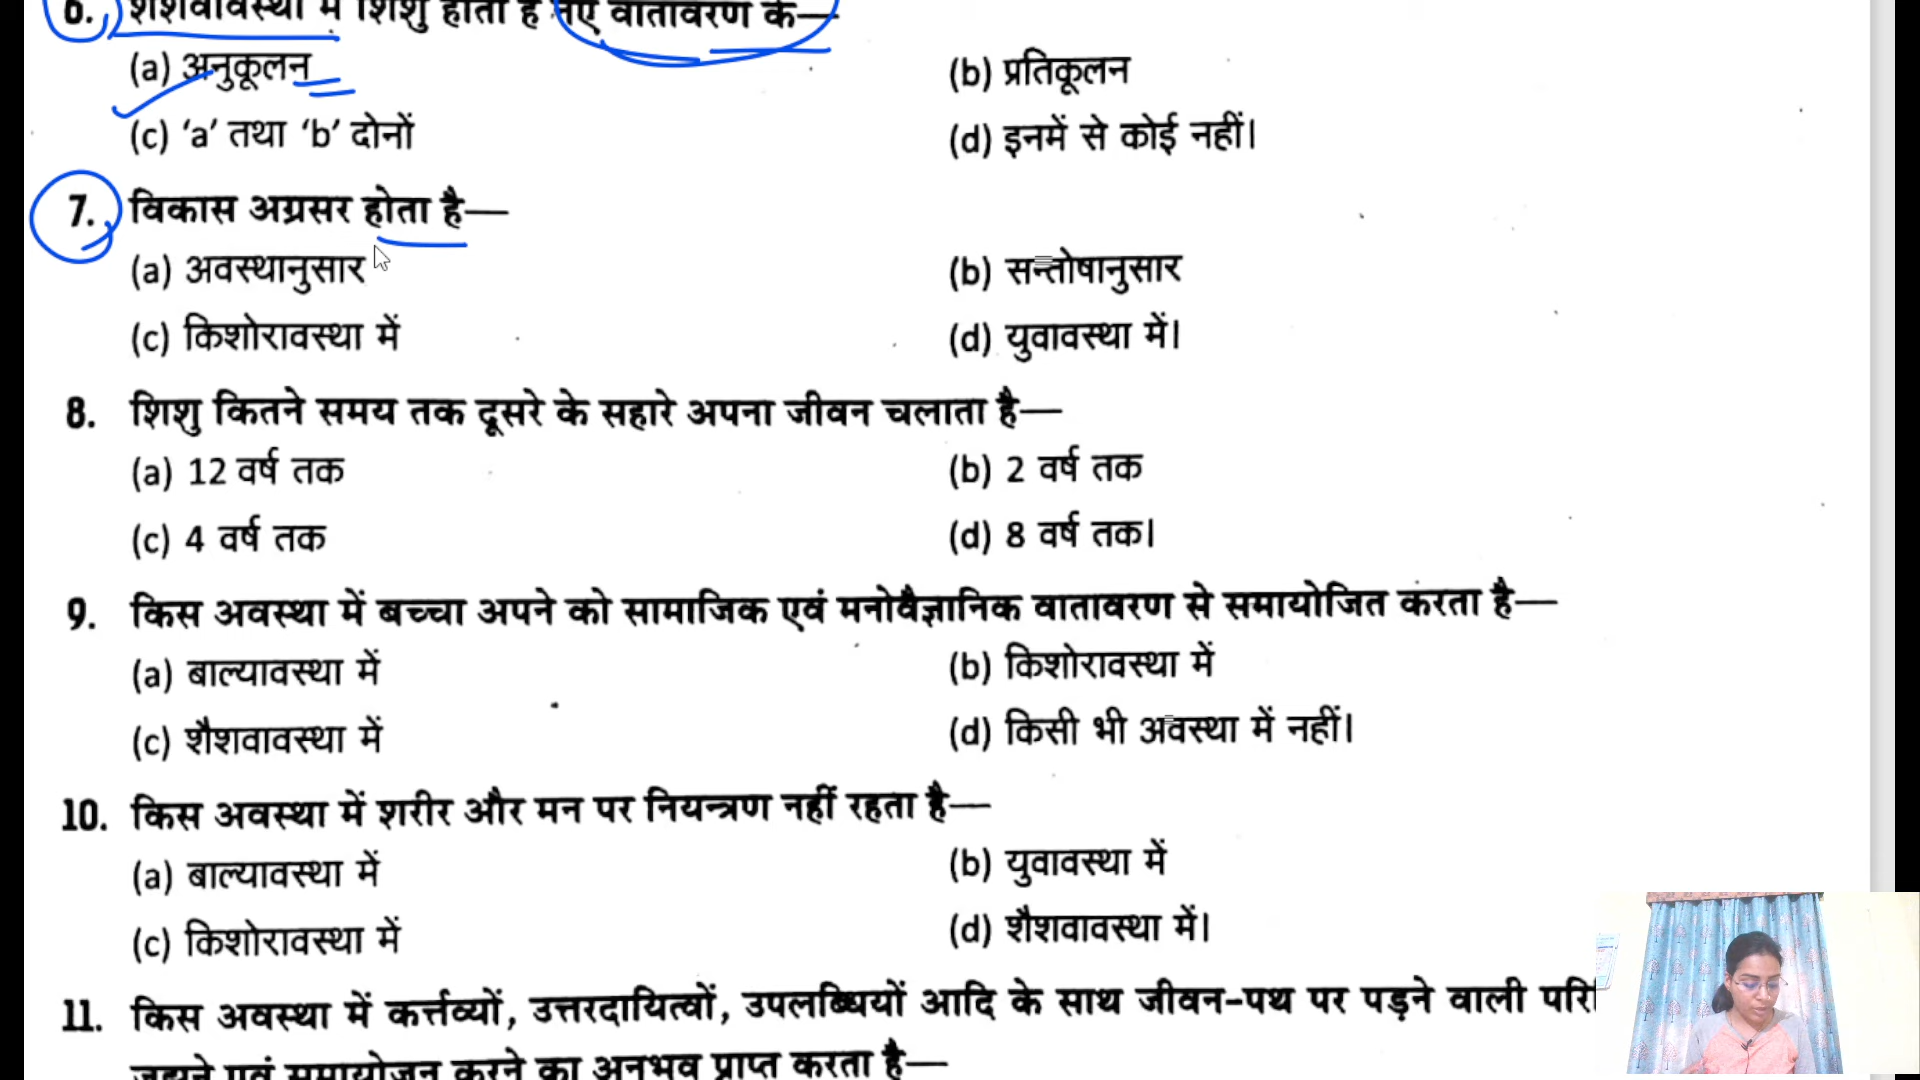 6. शैशवावस्था में शिशु होता है नए वातावरण के—
(a) अनुकूलन (b) प्रतिकूलन
(c) ‘a’ तथा ‘b’ दोनों (d) इनमें से कोई नहीं।
7. विकास अग्रसर होता है—
(a) अवस्थानुसार (b) सन्तोषानुसार
(c) किशोरावस्था में (d) युवावस्था में।
8. शिशु कितने समय तक दूसरे के सहारे अपना जीवन चलाता है—
(a) 12 वर्ष तक (b) 2 वर्ष तक
(c) 4 वर्ष तक (d) 8 वर्ष तक।
9. किस अवस्था में बच्चा अपने को सामाजिक एवं मनोवैज्ञानिक वातावरण से समायोजित करता है—
(a) बाल्यावस्था में (b) किशोरावस्था में
(c) शैशवावस्था में (d) किसी भी अवस्था में नहीं।
10. किस अवस्था में शरीर और मन पर नियन्त्रण नहीं रहता है—
(a) बाल्यावस्था में (b) युवावस्था में
(c) किशोरावस्था में (d) शैशवावस्था में।
11. किस अवस्था में कर्त्तव्यों, उत्तरदायित्वों, उपलब्धियों आदि के साथ जीवन-पथ पर पड़ने वाली
एवं समायोजन करने का अनुभव प्राप्त करता है—